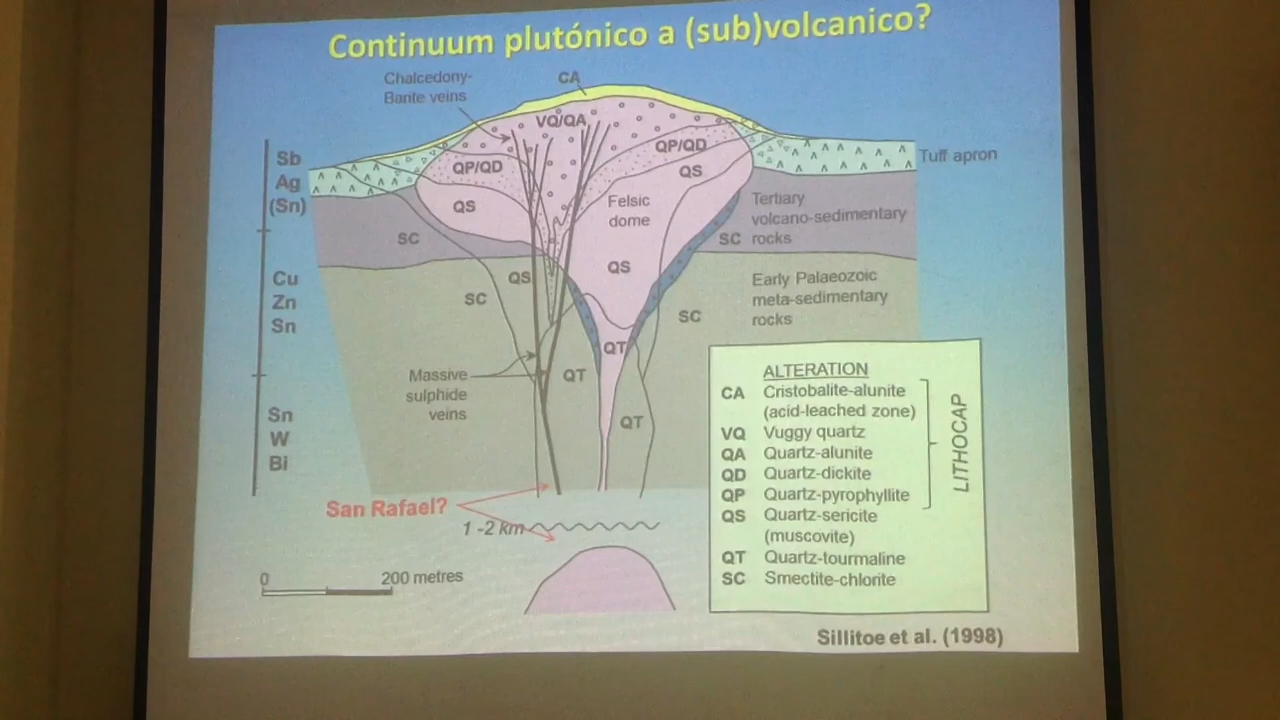 Continuum plutónico a (sub)volcanico?
Chalcedony-
Barite veins
CA
VQ/QA
QP/QD
QP/QD
QS
QS
Felsic
dome
Tuff apron
Sb
Ag
(Sn)
SC
Tertiary
volcano-sedimentary
SC rocks
Cu
Zn
Sn
QS
QS
SC
SC
Early Palaeozoic
meta-sedimentary
rocks
QT
QT
QT
Massive
sulphide
veins
Sn
W
Bi
San Rafael?
1 -2 km
0 200 metres
ALTERATION
CA Cristobalite-alunite
(acid-leached zone)
VQ Vuggy quartz
QA Quartz-alunite
QD Quartz-dickite
QP Quartz-pyrophyllite
QS Quartz-sericite
(muscovite)
QT Quartz-tourmaline
SC Smectite-chlorite
LITHOCAP
Sillitoe et al. (1998)